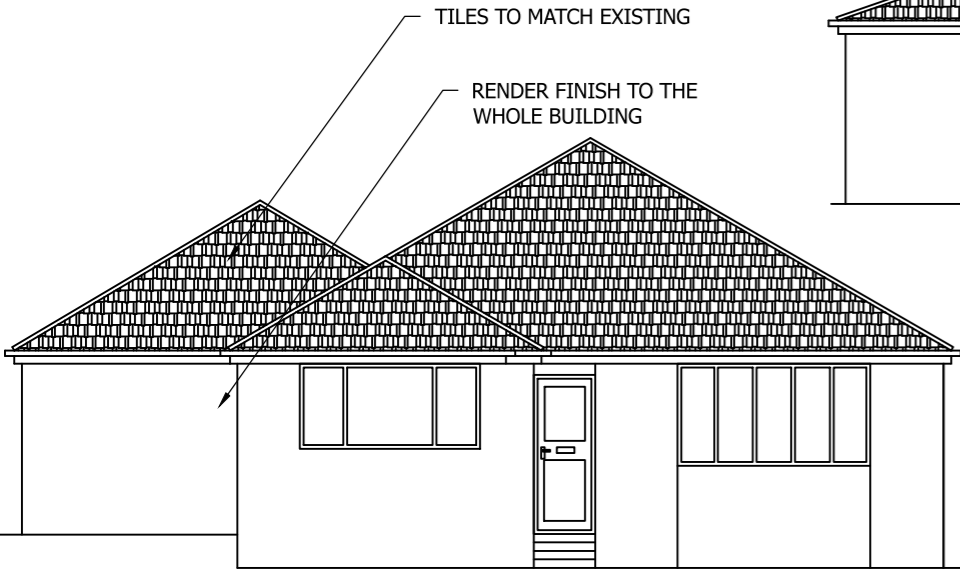 TILES TO MATCH EXISTING
RENDER FINISH TO THE
WHOLE BUILDING